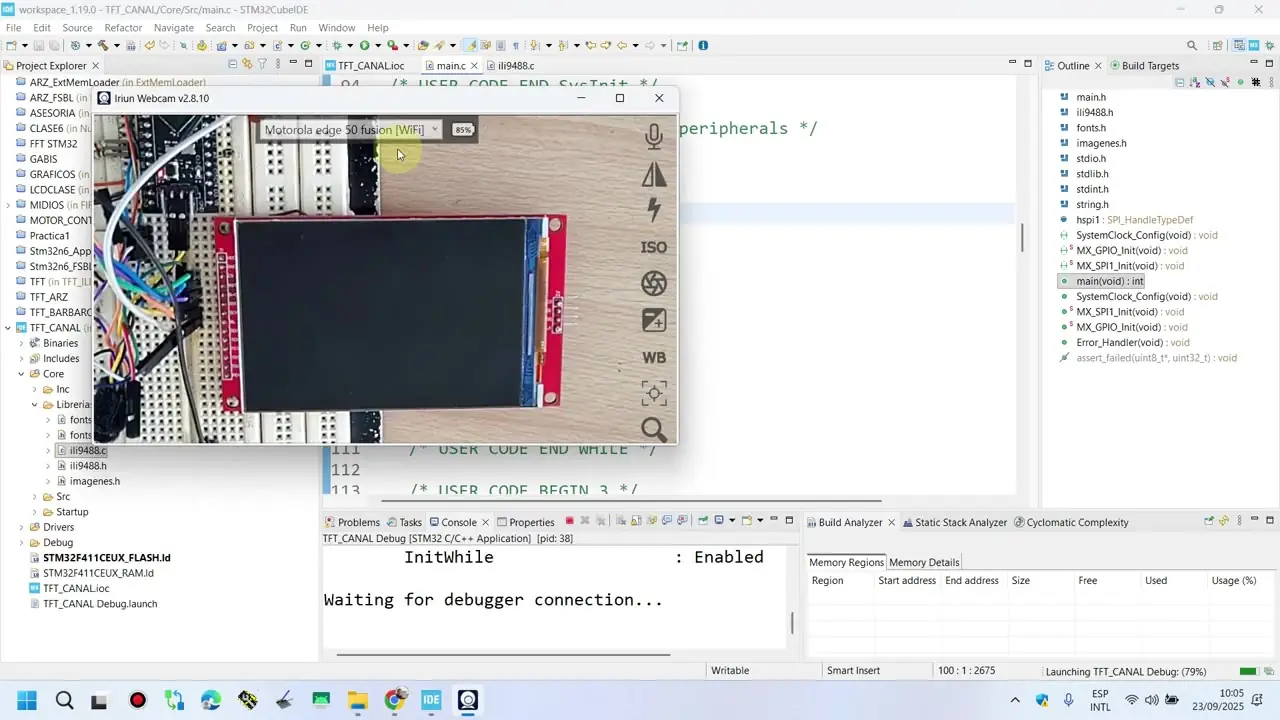 workspace_1.19.0 - TFT_CANAL/Core/Src/main.c - STM32CubeIDE
File Edit Source Refactor Navigate Search Project Run Window Help
Project Explorer
TFT_CANAL.ioc
main.c
ili9488.c
Outline
Build Targets
ARZ_ExtMemLoader (
ExtMemLoader)
ARZ_FSBL
ASESORIA
CLASE6
FFT STM32
GABIS
GRAFICOS
LCDCLASE
MIDIOS (in FIF
MOTOR_CONT
Practica1
Stm32n6_App
Stm32n6_FSBL
TFT (in TFT_IL
TFT_ARZ
TFT_BARBARO
TFT_CANAL (in
Binaries
Includes
Core
Inc
Libreria
fonts
fonts
ili9488.c
ili9488.h
imagenes.h
Src
Startup
Drivers
Debug
STM32F411CEUX_FLASH.ld
STM32F411CEUX_RAM.ld
TFT_CANAL.ioc
TFT_CANAL Debug.launch
94 /* USER CODE END SysInit */
peripherals */
Iriun Webcam v2.8.10
Motorola edge 50 fusion [WiFi]
85%
ISO
WB
111 /* USER CODE END WHILE */
112
113 /* USER CODE BEGIN 3 */
main.h
ili9488.h
fonts.h
imagenes.h
stdio.h
stdlib.h
stdint.h
string.h
hspi1 : SPI_HandleTypeDef
SystemClock_Config(void) : void
MX_GPIO_Init(void) : void
MX_SPI1_Init(void) : void
main(void) : int
SystemClock_Config(void) : void
MX_SPI1_Init(void) : void
MX_GPIO_Init(void) : void
Error_Handler(void) : void
assert_failed(uint8_t*, uint32_t) : void
Problems Tasks Console Properties
TFT_CANAL Debug [STM32 C/C++ Application] [pid: 38]
InitWhile : Enabled
Waiting for debugger connection...
Build Analyzer Static Stack Analyzer Cyclomatic Complexity
Memory Regions Memory Details
Region Start address End address Size Free Used Usage (%)
Writable Smart Insert 100 : 1 : 2675 Launching TFT_CANAL Debug: (79%)
ESP
INTL
10:05
23/09/2025